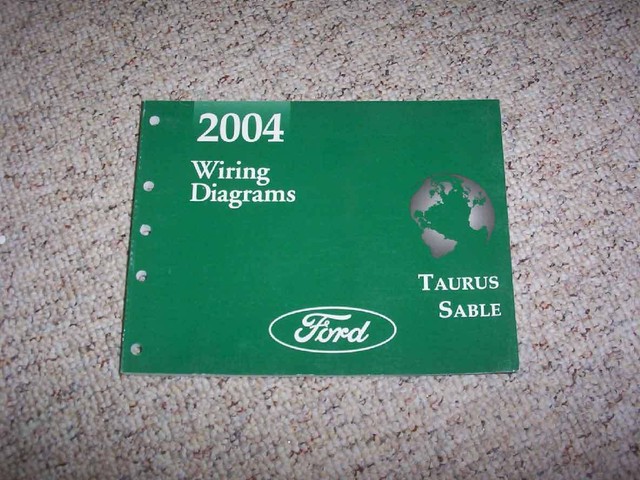 2004
Wiring
Diagrams
TAURUS
SABLE
Ford